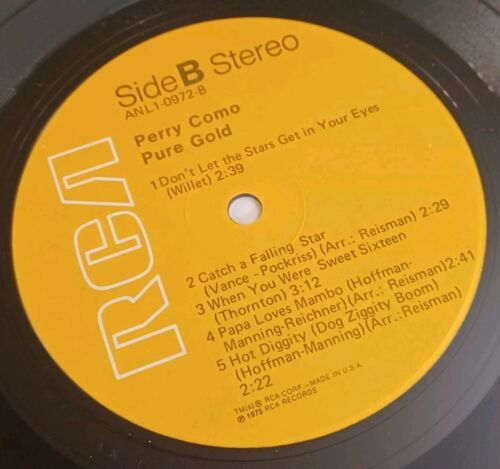 Side B Stereo
ANL1-0972-B
Perry Como
Pure Gold
1 Don't Let the Stars Get in Your Eyes
(Willet) 2:39
2 Catch a Falling Star
(Vance -Pockriss) (Arr.: Reisman) 2:29
3 When You Were Sweet Sixteen
(Thornton) 3:12
4 Papa Loves Mambo (Hoffman-
Manning-Reichner)(Arr.: Reisman)2:41
5 Hot Diggity (Dog Ziggity Boom)
(Hoffman-Manning)(Arr.: Reisman)
2:22
TM(s) ® RCA CORP.—MADE IN U.S.A.
℗ 1975 RCA RECORDS
RCA